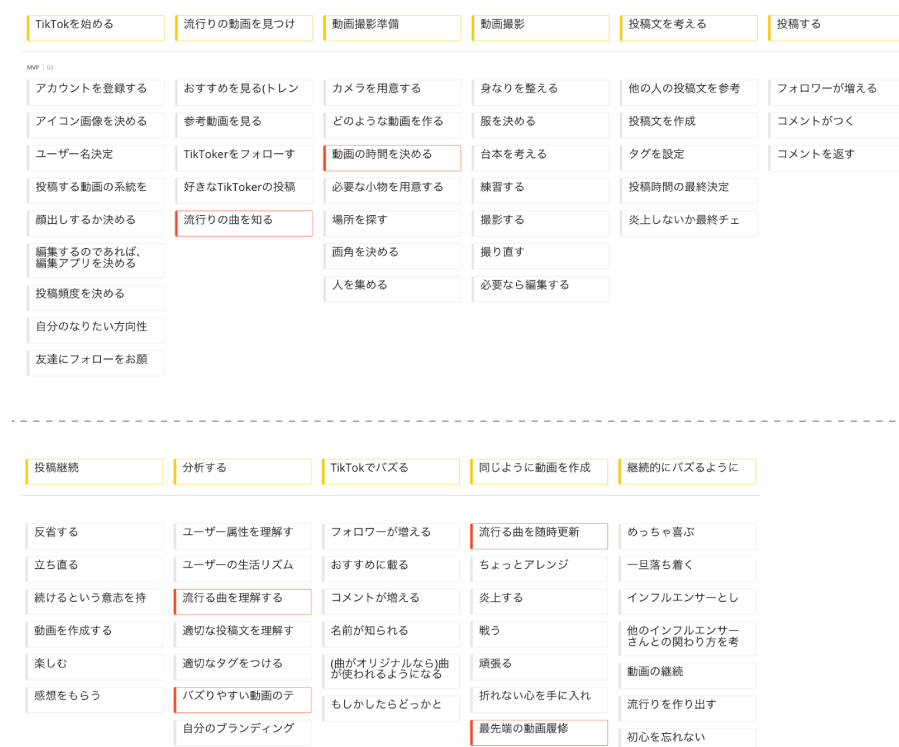 TikTokを始める
流行りの動画を見つけ
動画撮影準備
動画撮影
投稿文を考える
投稿する
MVP
アカウントを登録する
おすすめを見る(トレン
カメラを用意する
身なりを整える
他の人の投稿文を参考
フォロワーが増える
アイコン画像を決める
参考動画を見る
どのような動画を作る
服を決める
投稿文を作成
コメントがつく
ユーザー名決定
TikTokerをフォローす
動画の時間を決める
台本を考える
タグを設定
コメントを返す
投稿する動画の系統を
好きなTikTokerの投稿
必要な小物を用意する
練習する
投稿時間の最終決定
顔出しするか決める
流行りの曲を知る
場所を探す
撮影する
炎上しないか最終チェ
編集するのであれば、
編集アプリを決める
画角を決める
撮り直す
投稿頻度を決める
人を集める
必要なら編集する
自分のなりたい方向性
友達にフォローをお願
投稿継続
分析する
TikTokでバズる
同じように動画を作成
継続的にバズるように
反省する
ユーザー属性を理解す
フォロワーが増える
流行る曲を随時更新
めっちゃ喜ぶ
立ち直る
ユーザーの生活リズム
おすすめに載る
ちょっとアレンジ
一旦落ち着く
続けるという意志を持
流行る曲を理解する
コメントが増える
炎上する
インフルエンサーとし
動画を作成する
適切な投稿文を理解す
名前が知られる
戦う
他のインフルエンサー
さんとの関わり方を考
楽しむ
適切なタグをつける
(曲がオリジナルなら)曲
が使われるようになる
頑張る
動画の継続
感想をもらう
バズりやすい動画のテ
もしかしたらどっかと
折れない心を手に入れ
流行りを作り出す
自分のブランディング
最先端の動画履修
初心を忘れない